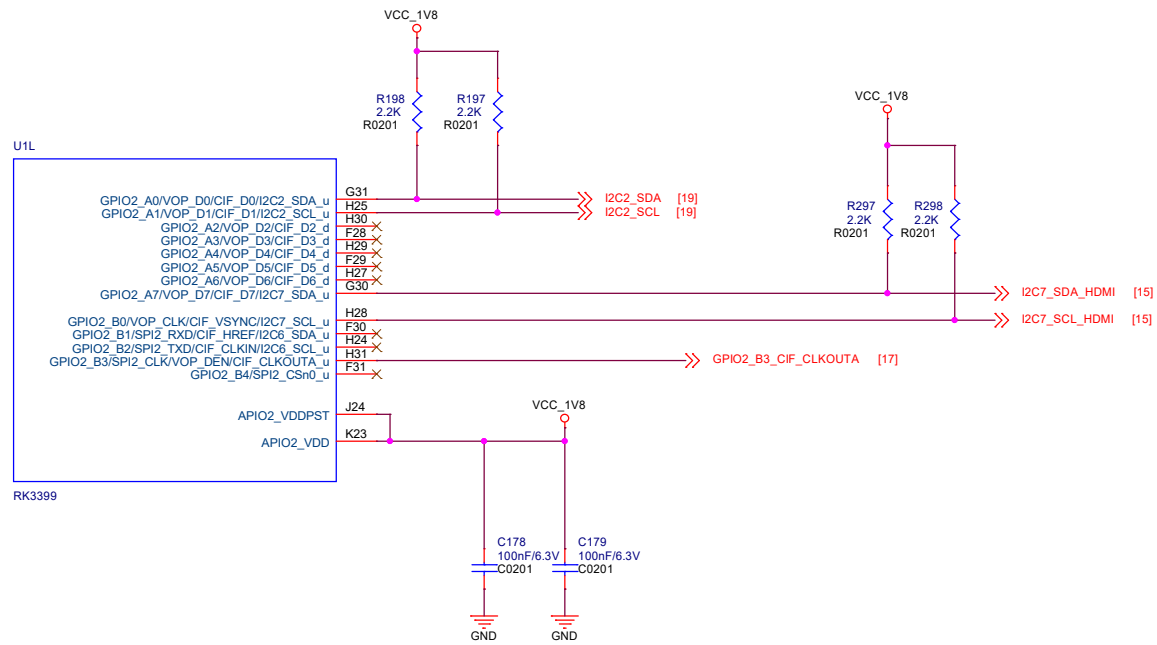 VCC_1V8
R198
2.2K
R0201
R197
2.2K
R0201
VCC_1V8
R297
2.2K
R0201
R298
2.2K
R0201
U1L
GPIO2_A0/VOP_D0/CIF_D0/I2C2_SDA_u G31 I2C2_SDA [19]
GPIO2_A1/VOP_D1/CIF_D1/I2C2_SCL_u H25 I2C2_SCL [19]
GPIO2_A2/VOP_D2/CIF_D2_d H30
GPIO2_A3/VOP_D3/CIF_D3_d F28
GPIO2_A4/VOP_D4/CIF_D4_d H29
GPIO2_A5/VOP_D5/CIF_D5_d F29
GPIO2_A6/VOP_D6/CIF_D6_d H27
GPIO2_A7/VOP_D7/CIF_D7/I2C7_SDA_u G30 I2C7_SDA_HDMI [15]
GPIO2_B0/VOP_CLK/CIF_VSYNC/I2C7_SCL_u H28 I2C7_SCL_HDMI [15]
GPIO2_B1/SPI2_RXD/CIF_HREF/I2C6_SDA_u F30
GPIO2_B2/SPI2_TXD/CIF_CLKIN/I2C6_SCL_u H24
GPIO2_B3/SPI2_CLK/VOP_DEN/CIF_CLKOUTA_u H31 GPIO2_B3_CIF_CLKOUTA [17]
GPIO2_B4/SPI2_CSn0_u F31
APIO2_VDDPST J24
APIO2_VDD K23
VCC_1V8
RK3399
C178
100nF/6.3V
C0201
C179
100nF/6.3V
C0201
GND
GND